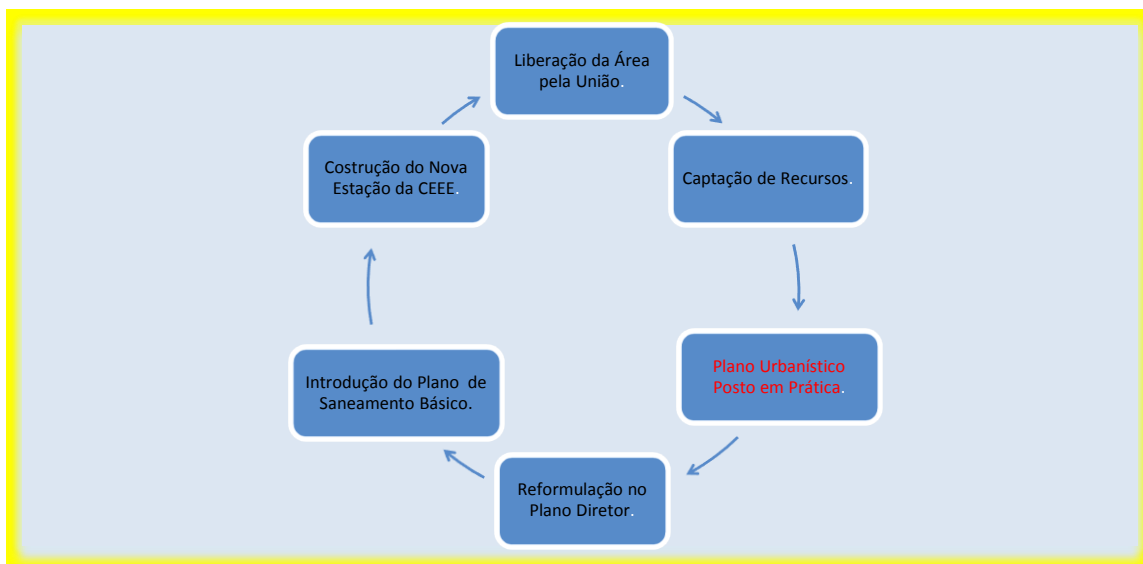 Liberação da Área
pela União.
Captação de Recursos.
Plano Urbanístico
Posto em Prática.
Reformulação no
Plano Diretor.
Introdução do Plano de
Saneamento Básico.
Costrução do Nova
Estação da CEEE.